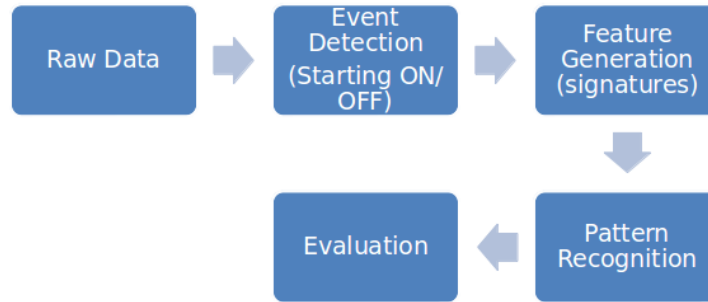 Raw Data
Event
Detection
(Starting ON/
OFF)
Feature
Generation
(signatures)
Pattern
Recognition
Evaluation